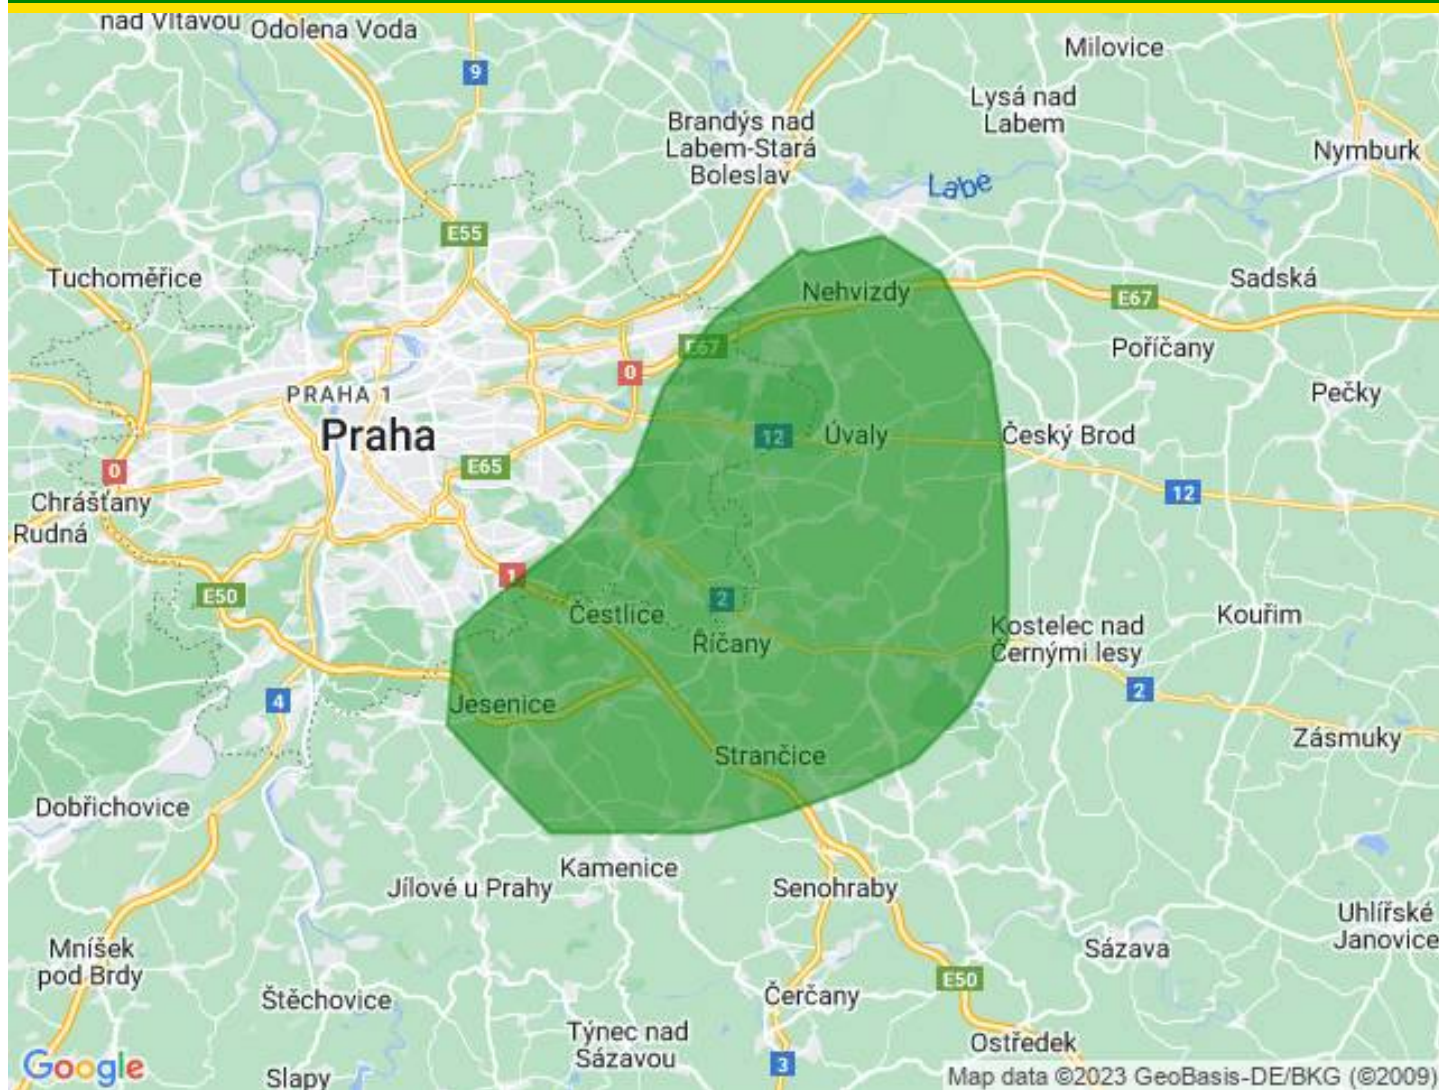 nad Vltavou
Odolena Voda
Milovice
9
Lysá nad
Labem
Brandýs nad
Labem-Stará
Boleslav
Nymburk
Labe
E55
Tuchoměřice
Nehvizdy
Sadská
E67
E67
Poříčany
0
PRAHA 1
Pečky
Praha
12
Úvaly
Český Brod
E65
0
12
Chrášťany
Rudná
1
E50
2
Čestlice
Kouřim
Říčany
Kostelec nad
Černými lesy
4
Jesenice
2
Zásmuky
Strančice
Dobřichovice
Kamenice
Jílové u Prahy
Senohraby
Uhlířské
Janovice
Mníšek
pod Brdy
Sázava
E50
Štěchovice
Čerčany
Týnec nad
Sázavou
Ostředek
3
Google
Slapy
Map data ©2023 GeoBasis-DE/BKG (©2009)